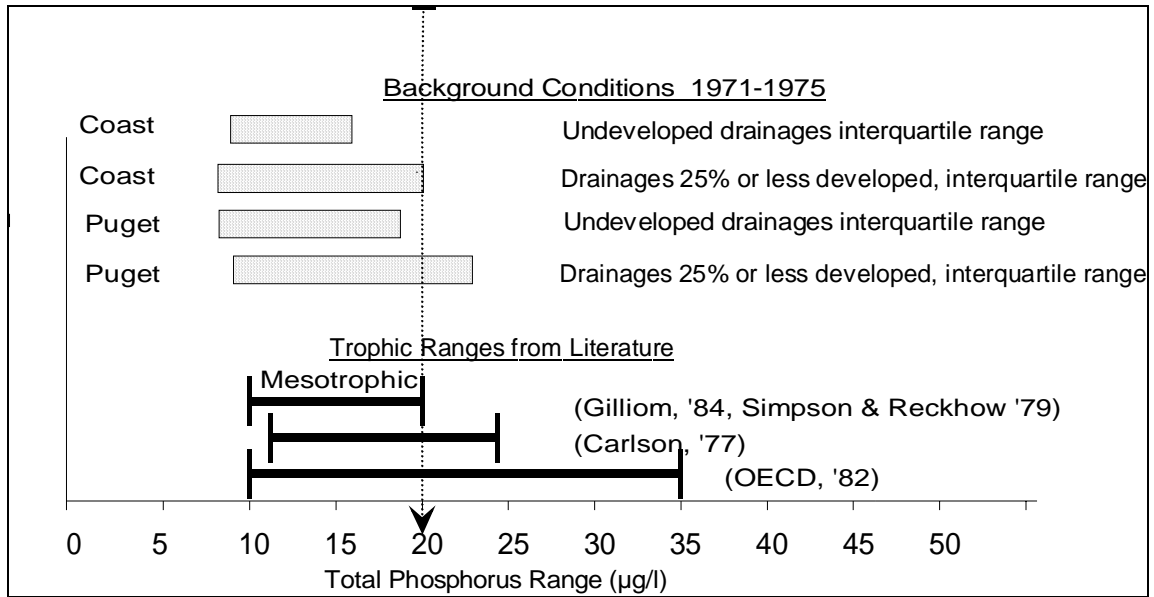 Background Conditions 1971-1975
Coast Undeveloped drainages interquartile range
Coast Drainages 25% or less developed, interquartile range
Puget Undeveloped drainages interquartile range
Puget Drainages 25% or less developed, interquartile range
Trophic Ranges from Literature
Mesotrophic
(Gilliom, '84, Simpson & Reckhow '79)
(Carlson, '77)
(OECD, '82)
0 5 10 15 20 25 30 35 40 45 50
Total Phosphorus Range (µg/l)